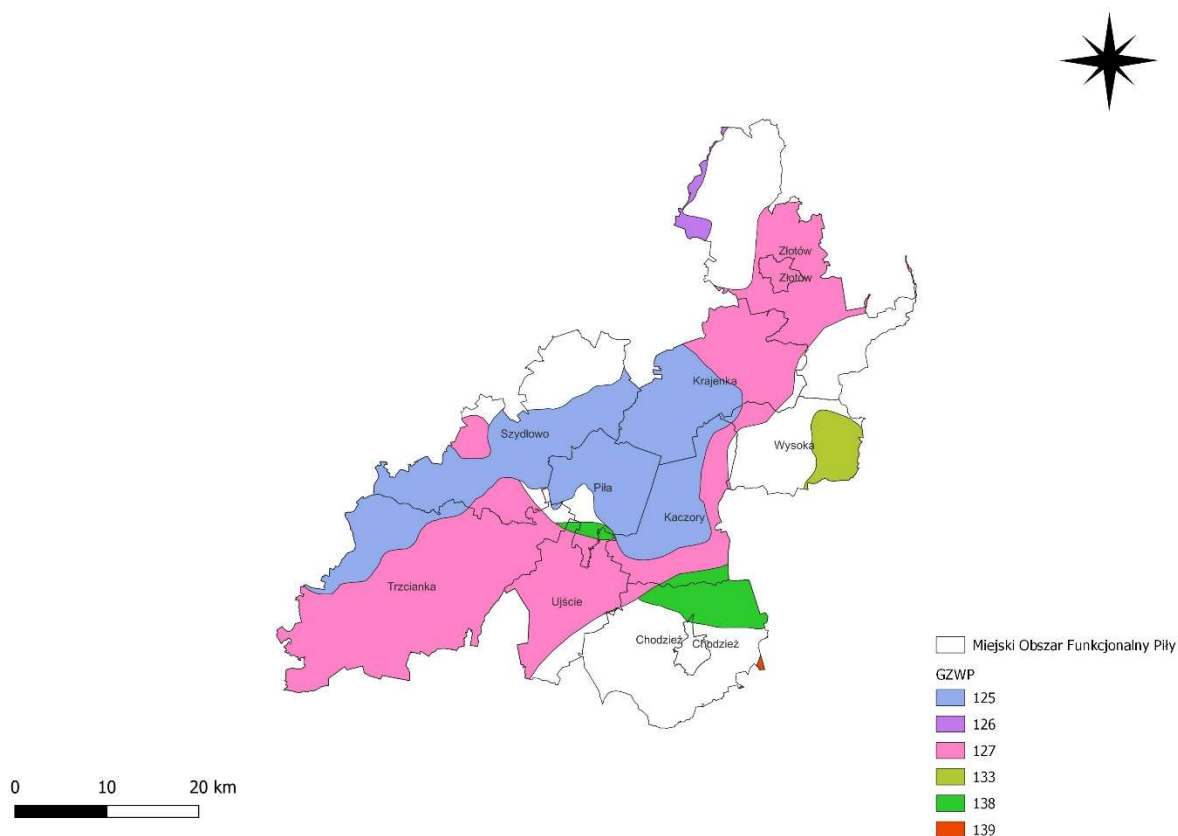 Złotów
Złotów
Krajenka
Szydłowo
Wysoka
Piła
Kaczory
Trzcianka
Ujście
Chodzież
Chodzież
Miejski Obszar Funkcjonalny Piły
GZWP
125
126
127
133
138
139
0 10 20 km